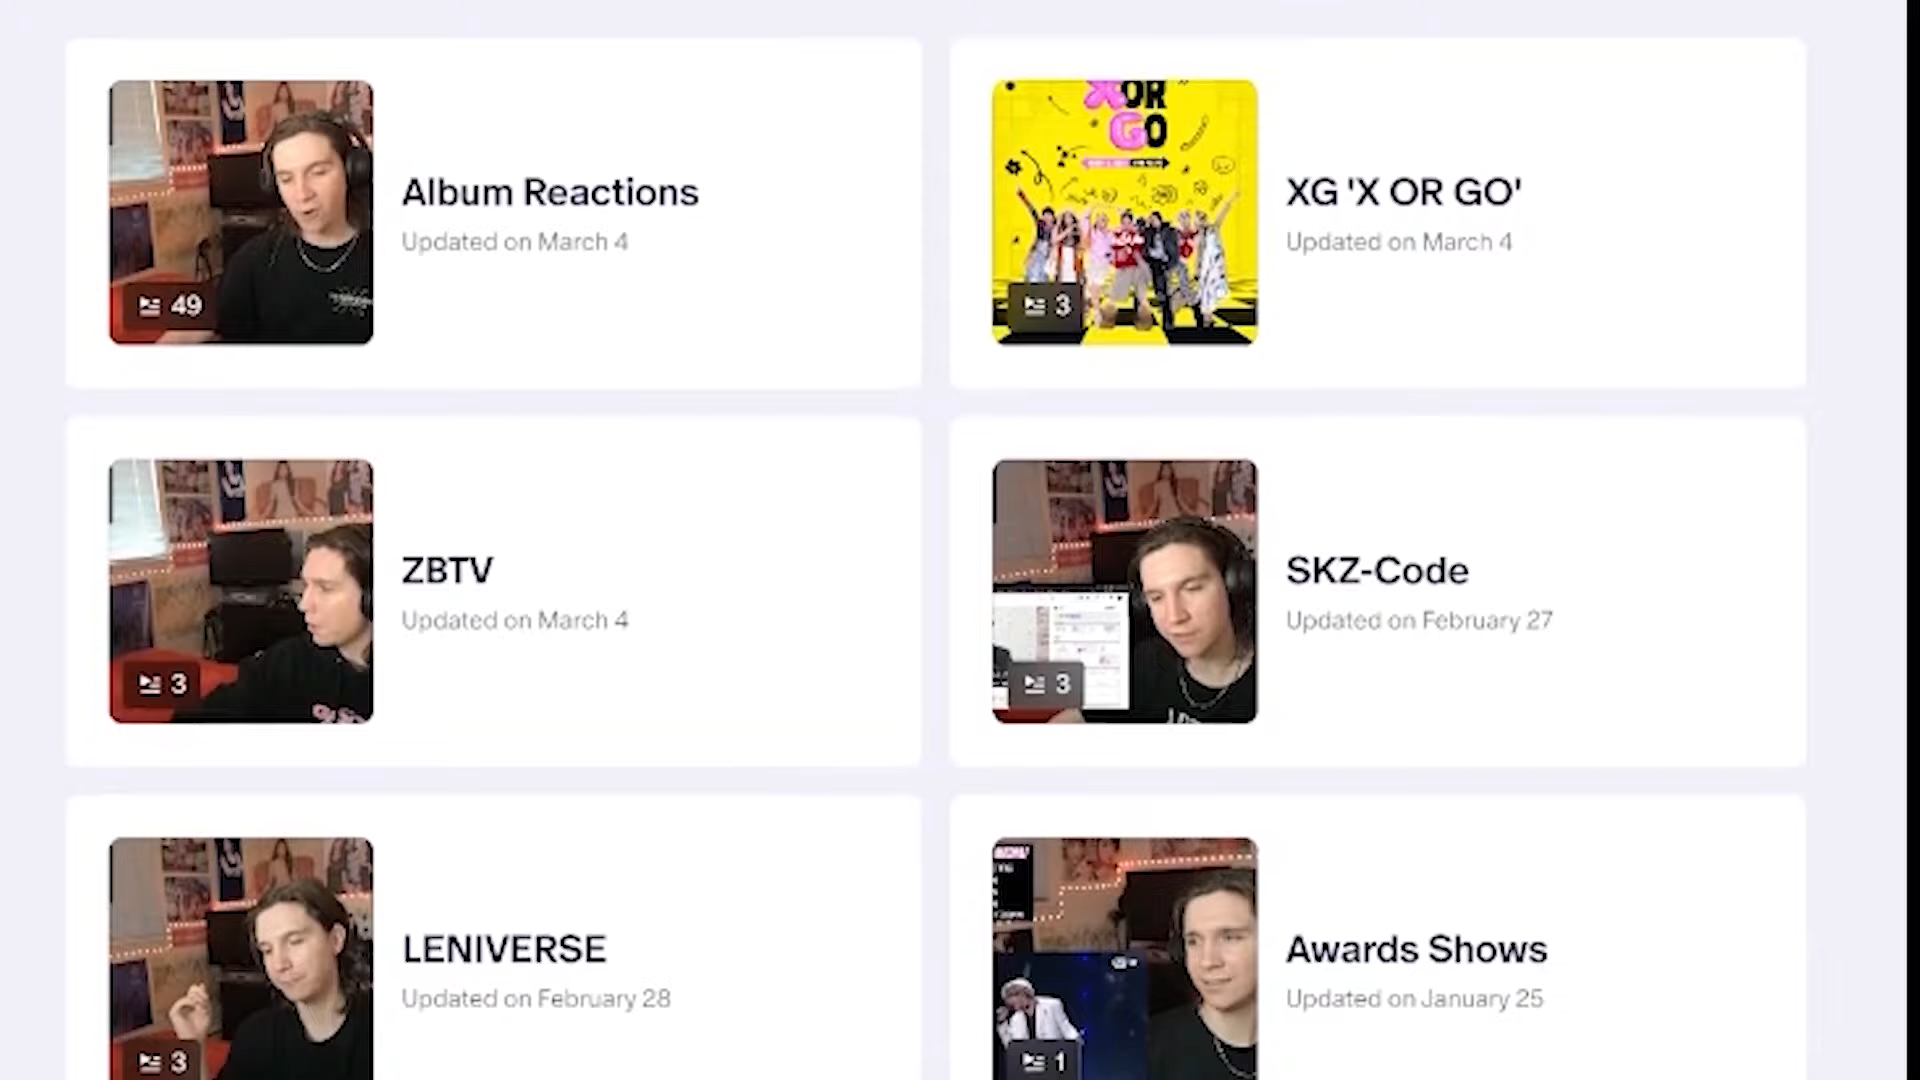 Album Reactions
Updated on March 4
49
X OR
GO
XG 'X OR GO'
Updated on March 4
3
ZBTV
Updated on March 4
3
SKZ-Code
Updated on February 27
3
LENIVERSE
Updated on February 28
3
Awards Shows
Updated on January 25
1